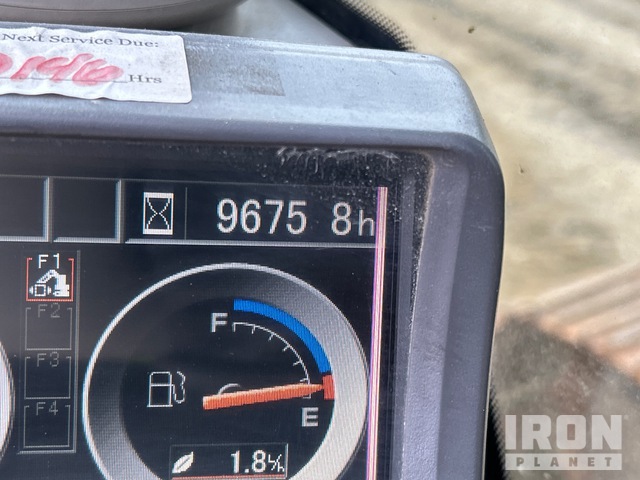 Next Service Due:
Hrs
9675 8h
F1
F2
F3
F4
F
E
1.8
IRON
PLANET